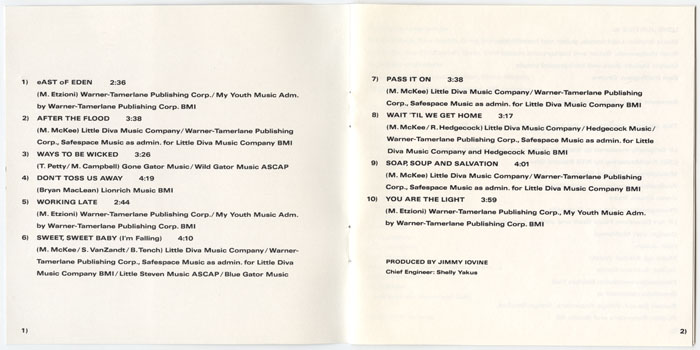 1) eAST oF EDEN 2:36
(M. Etzioni) Warner-Tamerlane Publishing Corp./My Youth Music Adm.
by Warner-Tamerlane Publishing Corp. BMI
2) AFTER THE FLOOD 3:38
(M. McKee) Little Diva Music Company/Warner-Tamerlane Publishing
Corp., Safespace Music as admin. for Little Diva Music Company BMI
3) WAYS TO BE WICKED 3:26
(T. Petty/M. Campbell) Gone Gator Music/Wild Gator Music ASCAP
4) DON'T TOSS US AWAY 4:19
(Bryan MacLean) Lionrich Music BMI
5) WORKING LATE 2:44
(M. Etzioni) Warner-Tamerlane Publishing Corp./My Youth Music Adm.
by Warner-Tamerlane Publishing Corp. BMI
6) SWEET, SWEET BABY (I'm Falling) 4:10
(M. McKee/S. VanZandt/B. Tench) Little Diva Music Company/Warner-
Tamerlane Publishing Corp., Safespace Music as admin. for Little Diva
Music Company BMI/Little Steven Music ASCAP/Blue Gator Music
1)
7) PASS IT ON 3:38
(M. McKee) Little Diva Music Company/Warner-Tamerlane Publishing
Corp., Safespace Music as admin. for Little Diva Music Company BMI
8) WAIT 'TIL WE GET HOME 3:17
(M. McKee/R. Hedgecock) Little Diva Music Company/Hedgecock Music/
Warner-Tamerlane Publishing Corp., Safespace Music as admin. for Little
Diva Music Company and Hedgecock Music BMI
9) SOAP, SOUP AND SALVATION 4:01
(M. McKee) Little Diva Music Company/Warner-Tamerlane Publishing
Corp., Safespace Music as admin. for Little Diva Music Company BMI
10) YOU ARE THE LIGHT 3:59
(M. Etzioni) Warner-Tamerlane Publishing Corp., My Youth Music Adm.
by Warner-Tamerlane Publishing Corp. BMI
PRODUCED BY JIMMY IOVINE
Chief Engineer: Shelly Yakus
2)